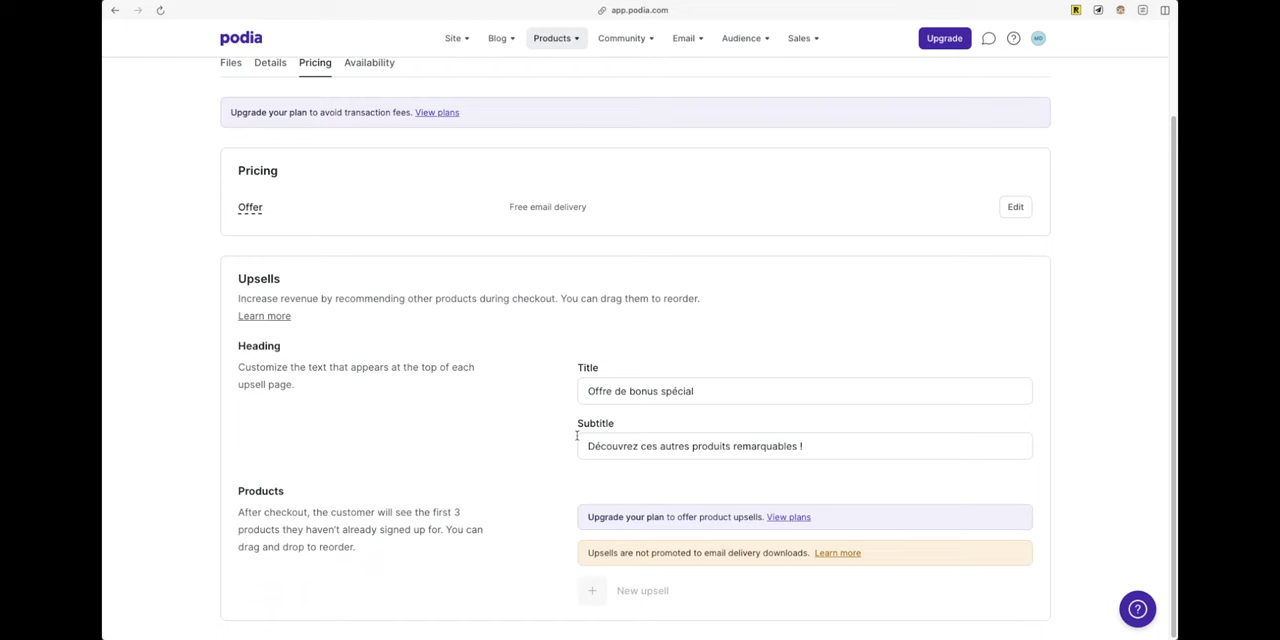 app.podia.com
podia
Site Blog Products Community Email Audience Sales Upgrade MD
Files Details Pricing Availability
Upgrade your plan to avoid transaction fees. View plans
Pricing
Offer Free email delivery Edit
Upsells
Increase revenue by recommending other products during checkout. You can drag them to reorder.
Learn more
Heading
Customize the text that appears at the top of each
upsell page.
Title
Offre de bonus spécial
Subtitle
Découvrez ces autres produits remarquables !
Products
After checkout, the customer will see the first 3
products they haven't already signed up for. You can
drag and drop to reorder.
Upgrade your plan to offer product upsells. View plans
Upsells are not promoted to email delivery downloads. Learn more
New upsell